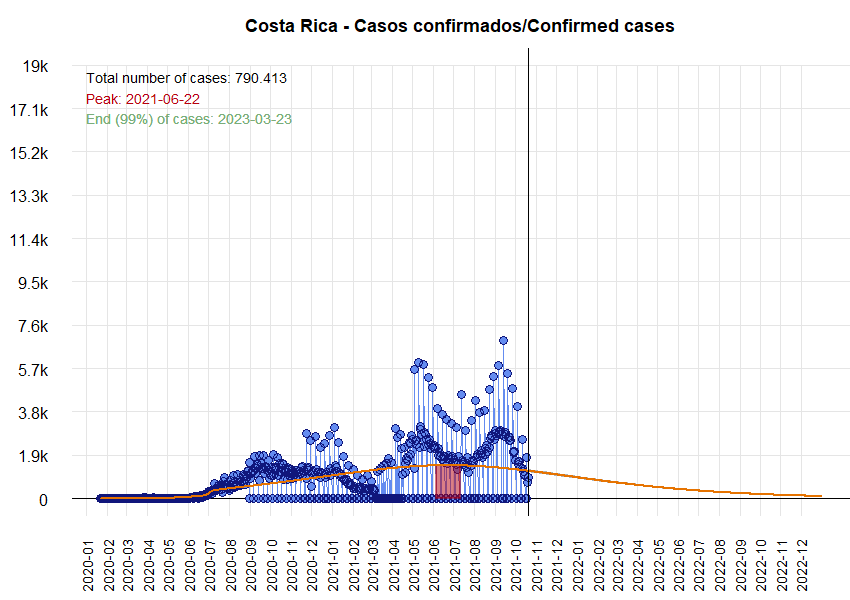 Costa Rica - Casos confirmados/Confirmed cases
19k
Total number of cases: 790.413
Peak: 2021-06-22
17.1k
End (99%) of cases: 2023-03-23
15.2k
13.3k
11.4k
9.5k
7.6k
5.7k
3.8k
1.9k
0
2020-01
2020-02
2020-03
2020-04
2020-05
2020-06
2020-07
2020-08
2020-09
2020-10
2020-11
2020-12
2021-01
2021-02
2021-03
2021-04
2021-05
2021-06
2021-07
2021-08
2021-09
2021-10
2021-11
2021-12
2022-01
2022-02
2022-03
2022-04
2022-05
2022-06
2022-07
2022-08
2022-09
2022-10
2022-11
2022-12